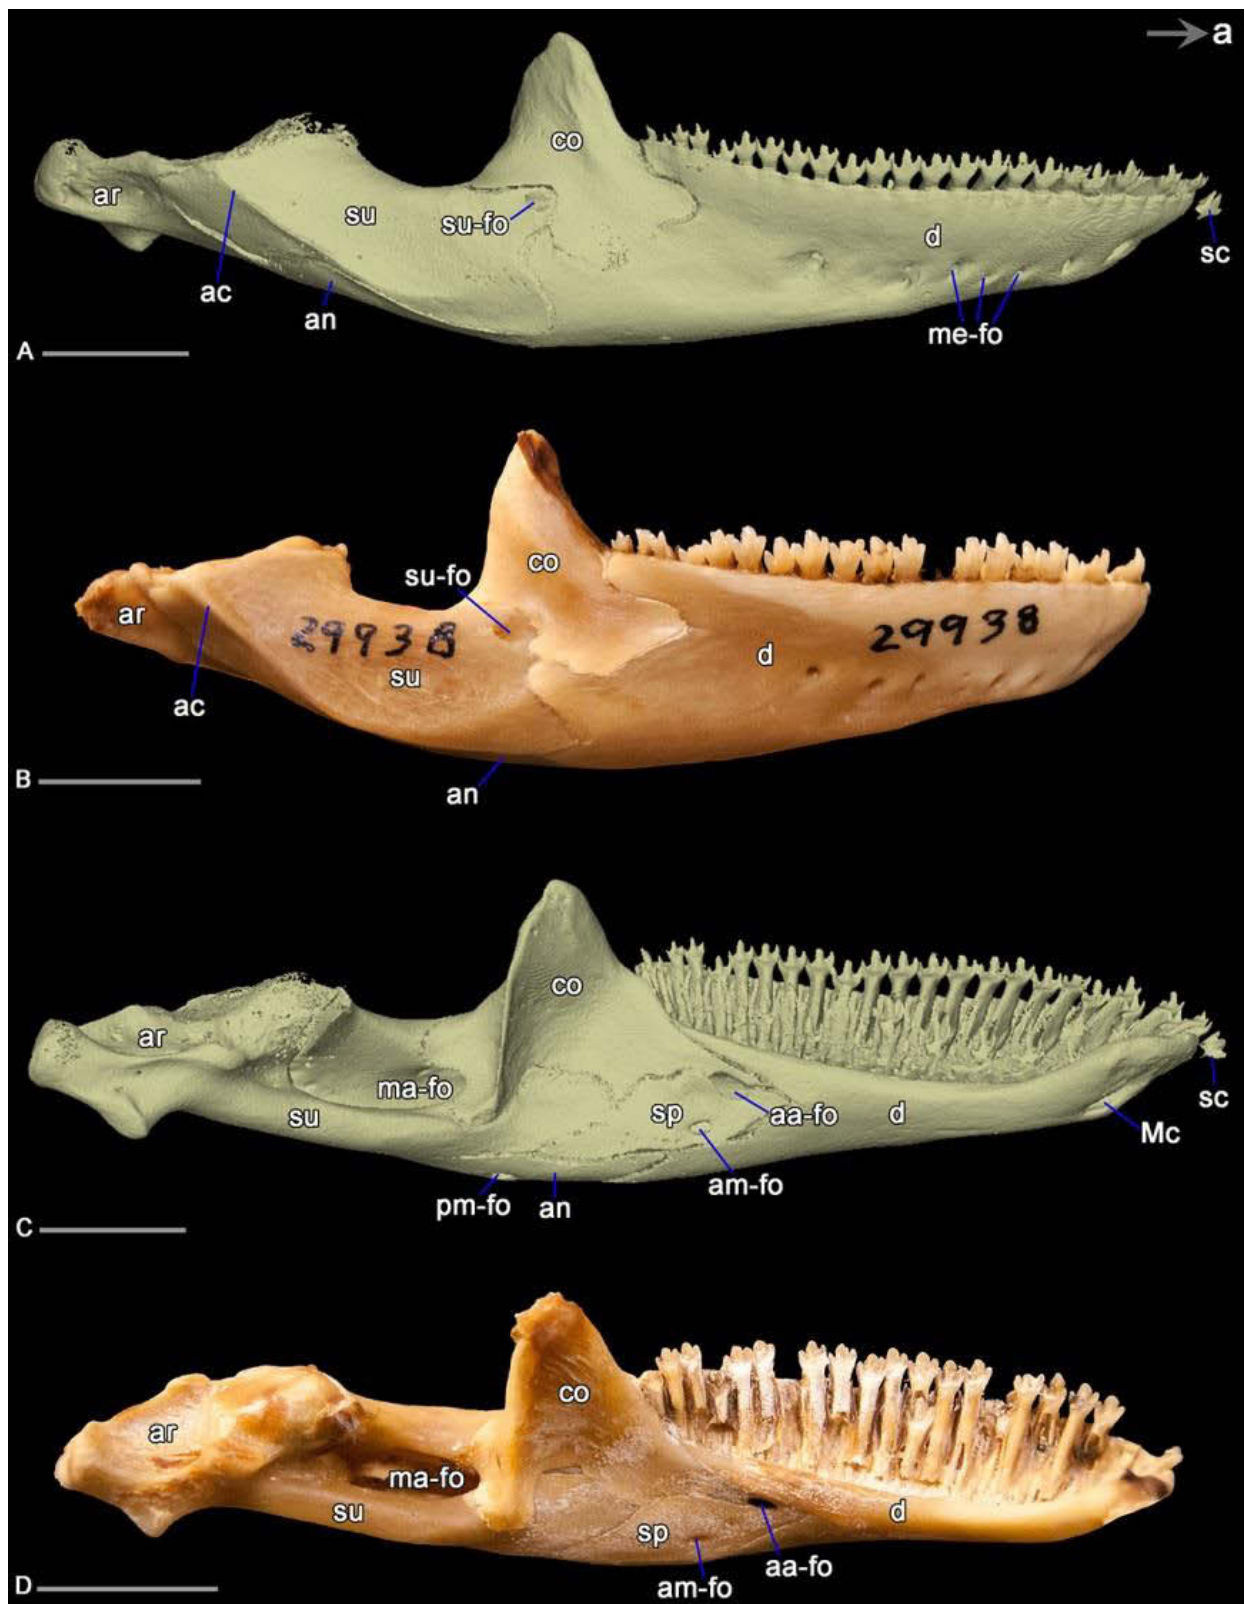 a
co
ar
su
su-fo
d
sc
ac
an
me-fo
A
su-fo
co
ar
29938
29938
su
d
ac
B
an
co
ar
ma-fo
su
sp
aa-fo
d
sc
Mc
pm-fo
an
am-fo
C
co
ar
ma-fo
su
sp
d
aa-fo
am-fo
D